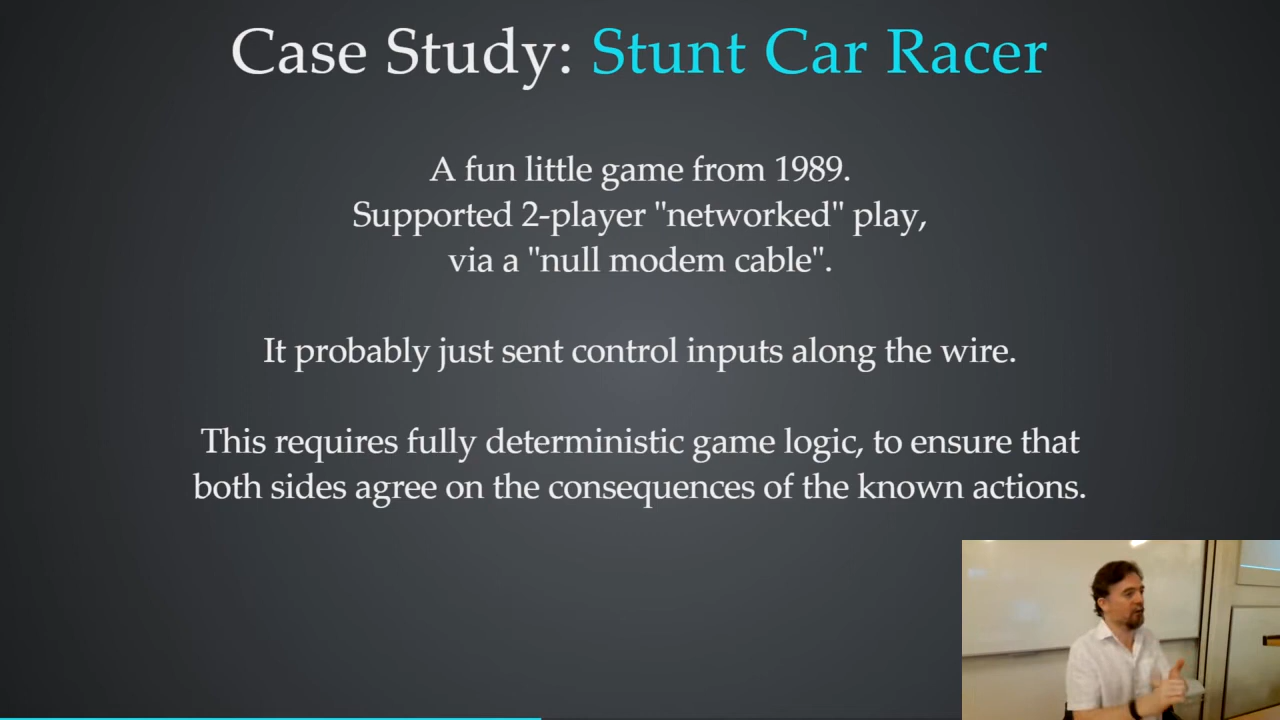 Case Study: Stunt Car Racer
A fun little game from 1989.
Supported 2-player "networked" play,
via a "null modem cable".
It probably just sent control inputs along the wire.
This requires fully deterministic game logic, to ensure that
both sides agree on the consequences of the known actions.